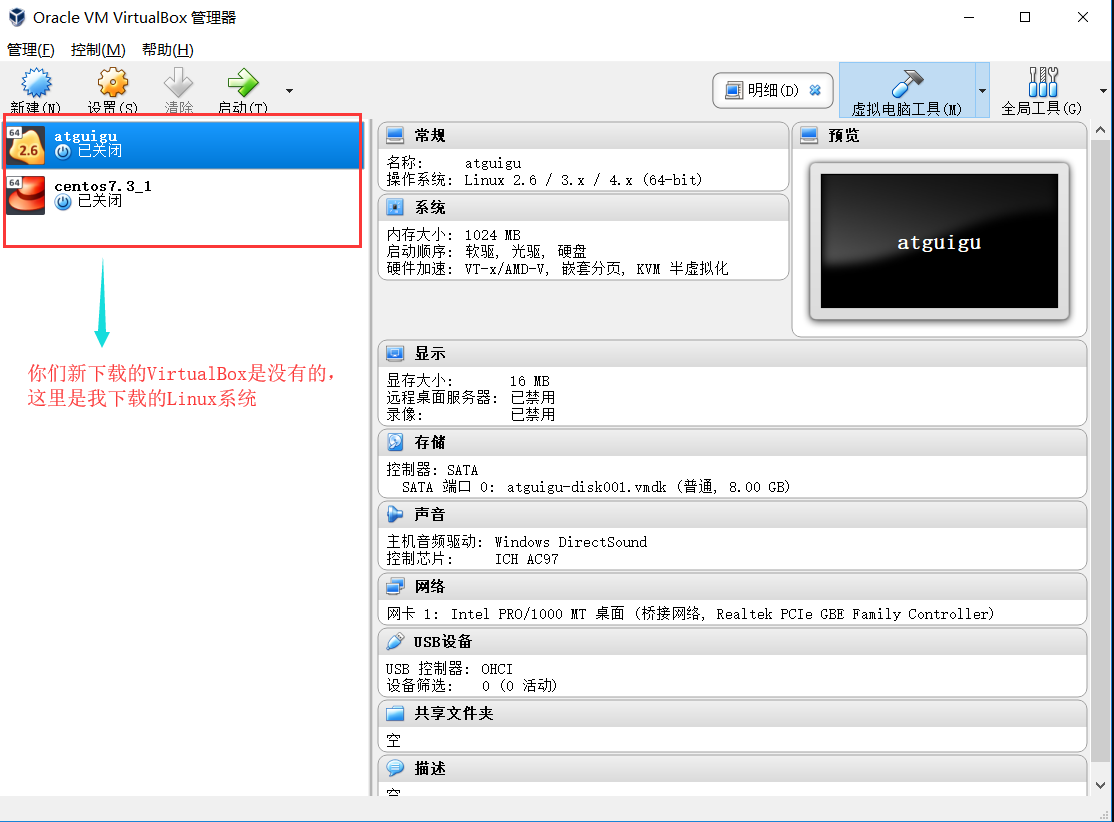 Oracle VM VirtualBox 管理器
管理(F) 控制(M) 帮助(H)
新建(N) 设置(S) 清除 启动(T) 明细(D) 虚拟电脑工具(M) 全局工具(G)
64 2.6 atguigu
已关闭
64 centos7.3_1
已关闭
你们新下载的VirtualBox是没有的,
这里是我下载的Linux系统
常规
名称: atguigu
操作系统: Linux 2.6 / 3.x / 4.x (64-bit)
系统
内存大小: 1024 MB
启动顺序: 软驱, 光驱, 硬盘
硬件加速: VT-x/AMD-V, 嵌套分页, KVM 半虚拟化
预览
atguigu
显示
显存大小: 16 MB
远程桌面服务器: 已禁用
录像: 已禁用
存储
控制器: SATA
SATA 端口 0: atguigu-disk001.vmdk (普通, 8.00 GB)
声音
主机音频驱动: Windows DirectSound
控制芯片: ICH AC97
网络
网卡 1: Intel PRO/1000 MT 桌面 (桥接网络, Realtek PCIe GBE Family Controller)
USB设备
USB 控制器: OHCI
设备筛选: 0 (0 活动)
共享文件夹
空
描述
空